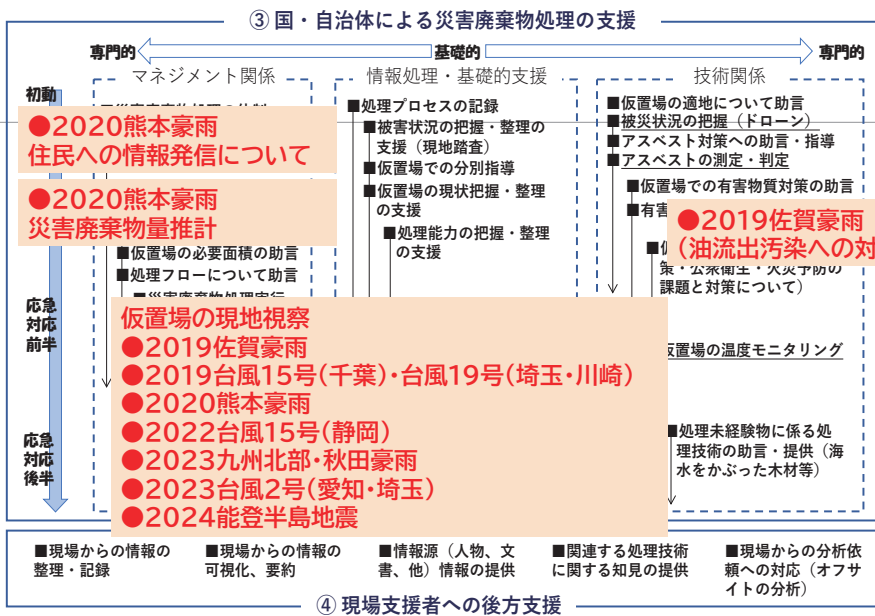 ③ 国・自治体による災害廃棄物処理の支援
専門的
基礎的
専門的
マネジメント関係
情報処理・基礎的支援
技術関係
初動
応急
対応
前半
応急
対応
後半
●2020熊本豪雨
住民への情報発信について
●2020熊本豪雨
災害廃棄物量推計
■仮置場の必要面積の助言
■処理フローについて助言
■処理プロセスの記録
■被害状況の把握・整理の
支援（現地踏査）
■仮置場での分別指導
■仮置場の現状把握・整理
の支援
■処理能力の把握・整理
の支援
■仮置場の適地について助言
■被災状況の把握（ドローン）
■アスベスト対策への助言・指導
■アスベストの測定・判定
■仮置場での有害物質対策の助言
■有害
●2019佐賀豪雨
（油流出汚染への対
策・公衆衛生・火災予防の
課題と対策について）
仮置場の温度モニタリング
■処理未経験物に係る処
理技術の助言・提供（海
水をかぶった木材等）
仮置場の現地視察
●2019佐賀豪雨
●2019台風15号(千葉)・台風19号(埼玉・川崎)
●2020熊本豪雨
●2022台風15号(静岡)
●2023九州北部・秋田豪雨
●2023台風2号(愛知・埼玉)
●2024能登半島地震
■現場からの情報の
整理・記録
■現場からの情報の
可視化、要約
■情報源（人物、文
書、他）情報の提供
■関連する処理技術
に関する知見の提供
■現場からの分析依
頼への対応（オフサ
イトの分析）
④ 現場支援者への後方支援